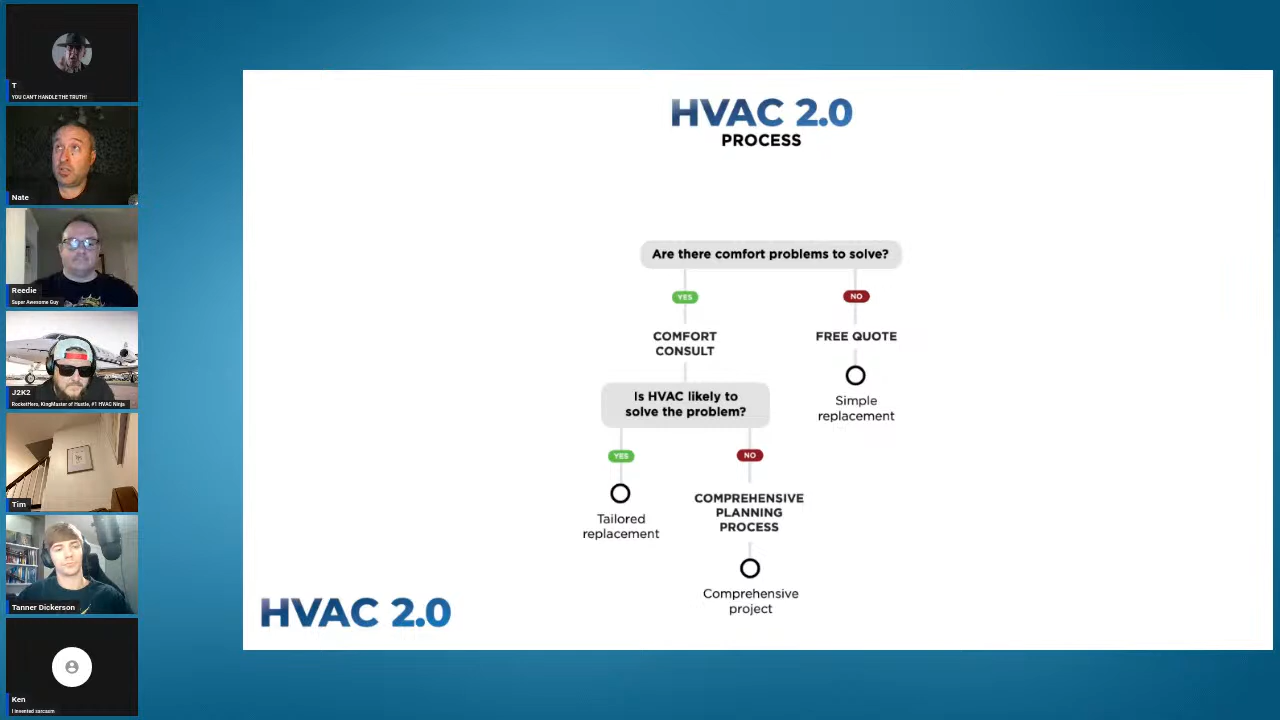 T
YOU CAN'T HANDLE THE TRUTH!
Nate
Reedie
Super Awesome Guy
J2K2
RocketHero, KingMaster of Hustle, #1 HVAC Ninja
Tim
Tanner Dickerson
Ken
I invented sarcasm
HVAC 2.0
PROCESS
Are there comfort problems to solve?
YES
NO
COMFORT
CONSULT
FREE QUOTE
Is HVAC likely to
solve the problem?
Simple
replacement
YES
NO
Tailored
replacement
COMPREHENSIVE
PLANNING
PROCESS
Comprehensive
project
HVAC 2.0